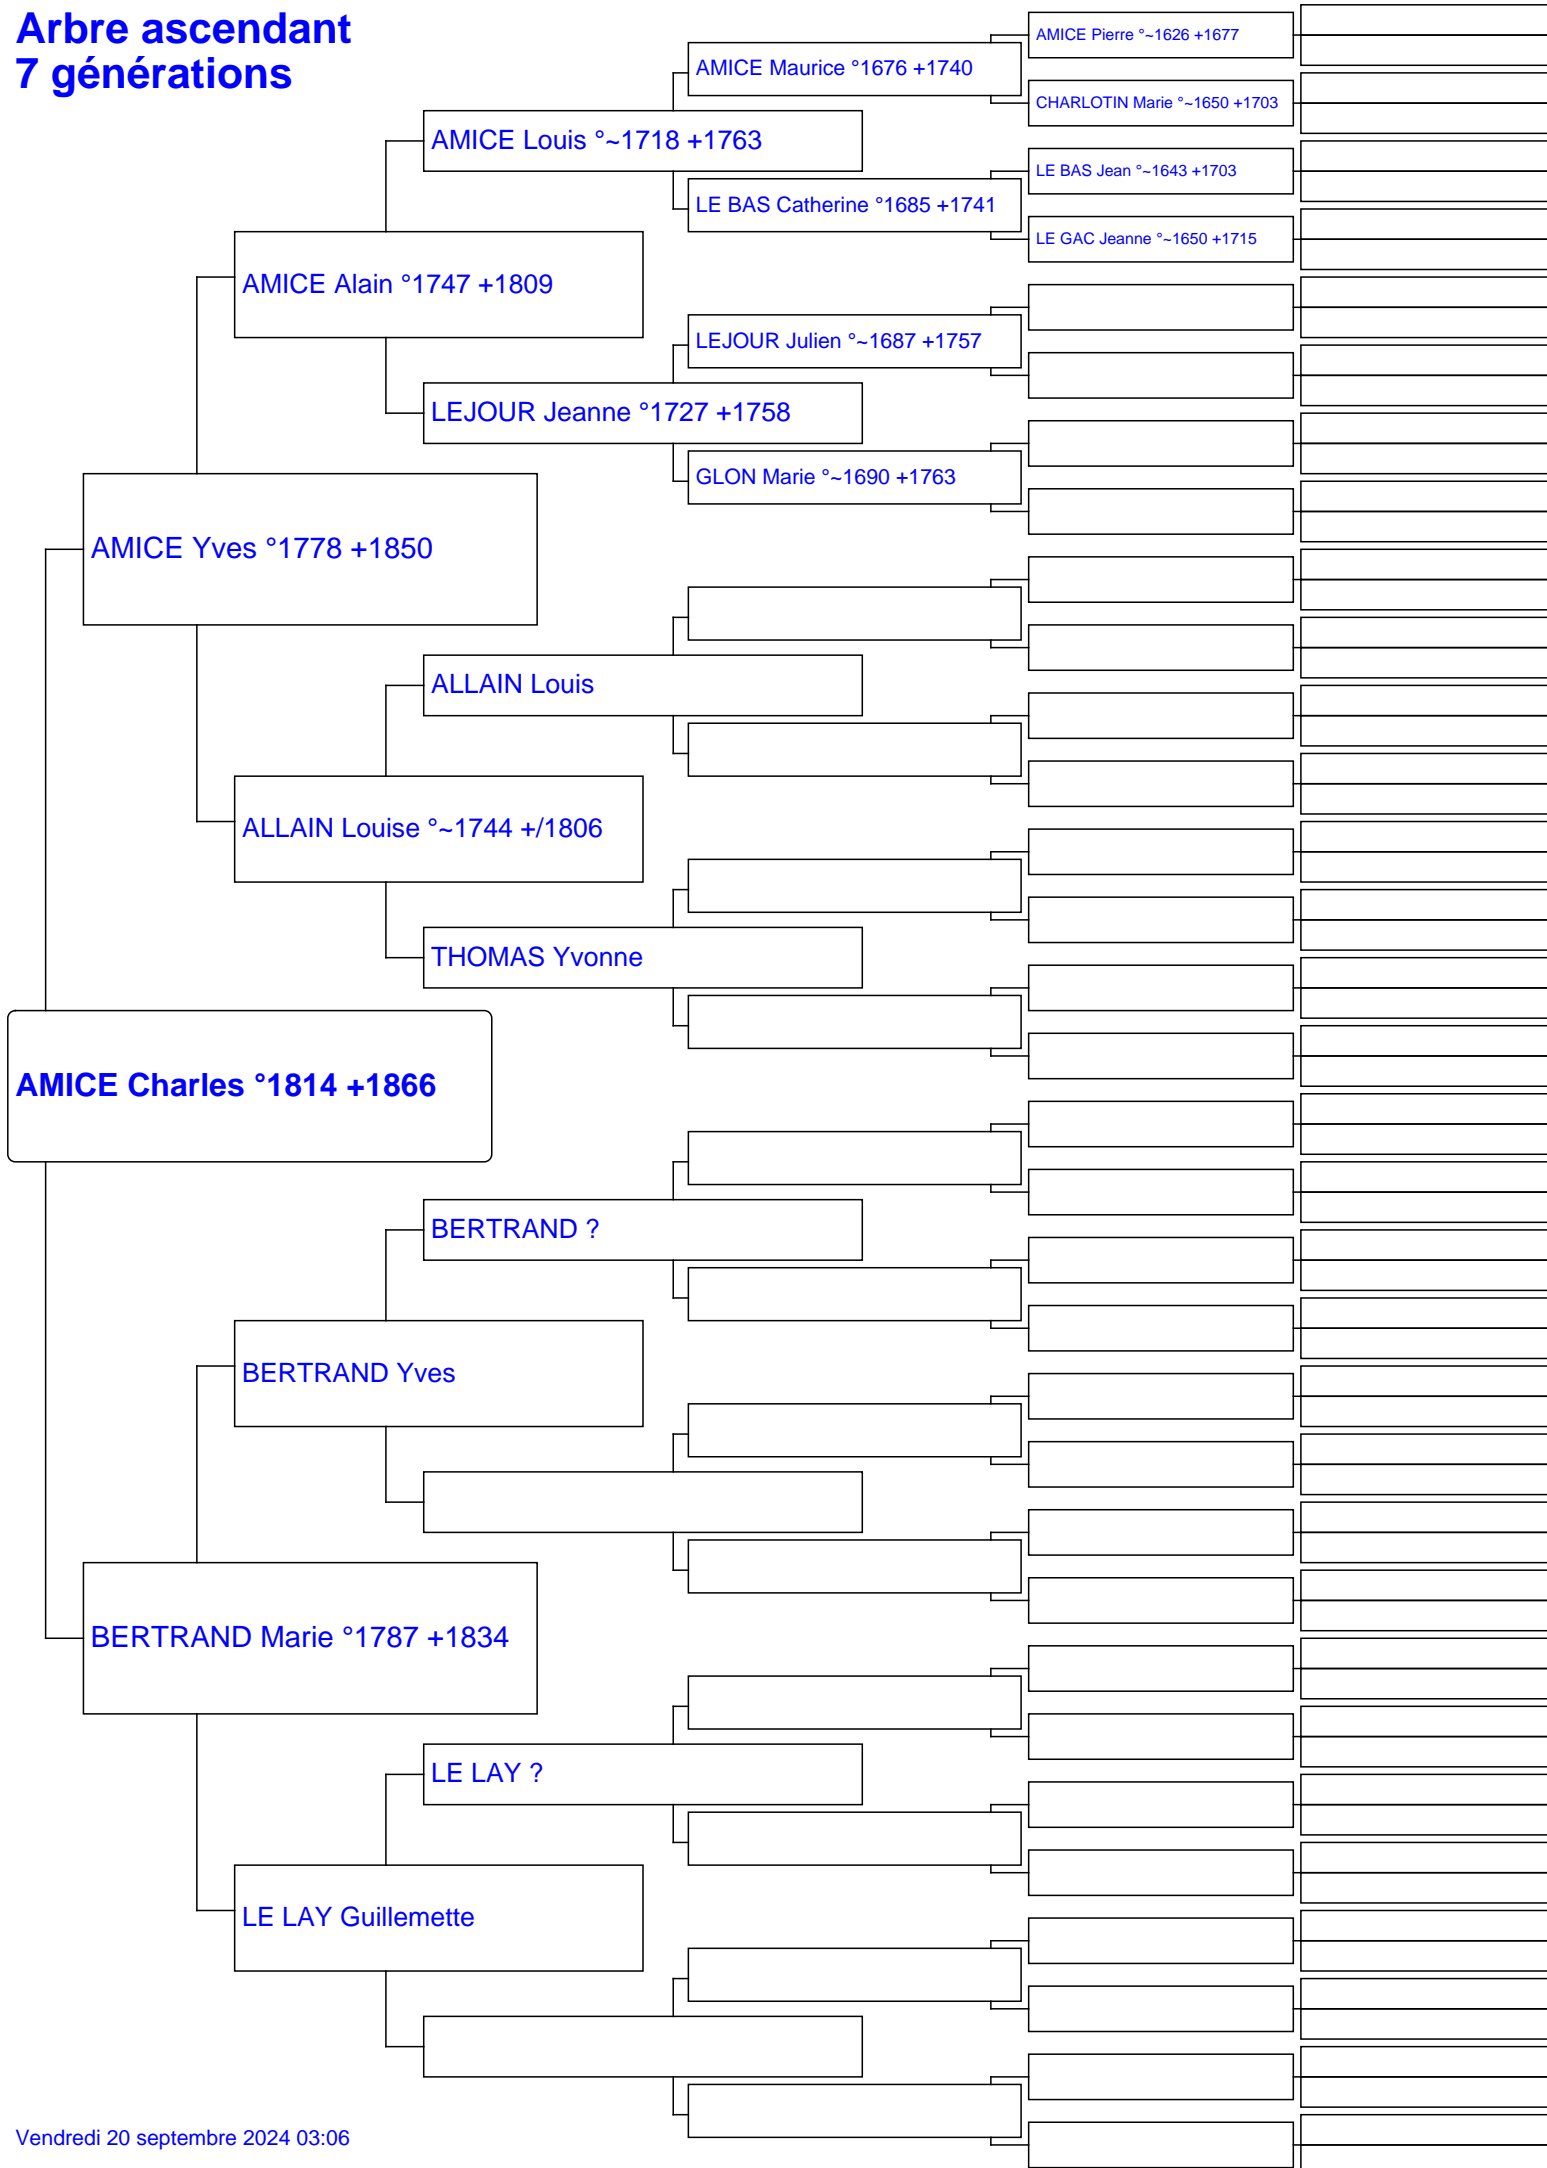 Arbre ascendant
7 générations
AMICE Pierre °~1626 +1677
AMICE Maurice °1676 +1740
CHARLOTIN Marie °~1650 +1703
AMICE Louis °~1718 +1763
LE BAS Jean °~1643 +1703
LE BAS Catherine °1685 +1741
LE GAC Jeanne °~1650 +1715
AMICE Alain °1747 +1809
LEJOUR Julien °~1687 +1757
LEJOUR Jeanne °1727 +1758
GLON Marie °~1690 +1763
AMICE Yves °1778 +1850
ALLAIN Louis
ALLAIN Louise °~1744 +/1806
THOMAS Yvonne
AMICE Charles °1814 +1866
BERTRAND ?
BERTRAND Yves
BERTRAND Marie °1787 +1834
LE LAY ?
LE LAY Guillemette
Vendredi 20 septembre 2024 03:06